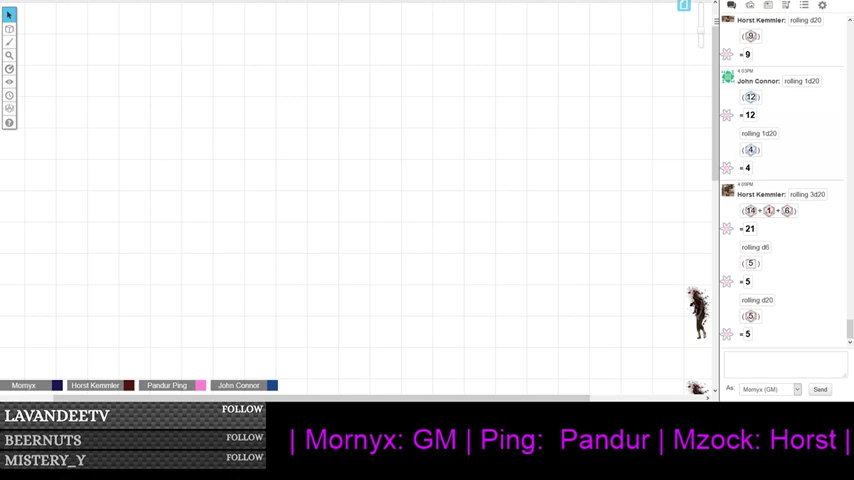 Horst Kemmler: rolling d20
(9)
= 9
4:03PM
John Connor: rolling 1d20
(12)
= 12
rolling 1d20
(4)
= 4
4:09PM
Horst Kemmler: rolling 3d20
(14+1+6)
= 21
rolling d6
(5)
= 5
rolling d20
(5)
= 5
Mornyx
Horst Kemmler
Pandur Ping
John Connor
As: Mornyx (GM) Send
LAVANDEETV FOLLOW
BEERNUTS FOLLOW
MISTERY_Y FOLLOW
| Mornyx: GM | Ping: Pandur | Mzock: Horst |